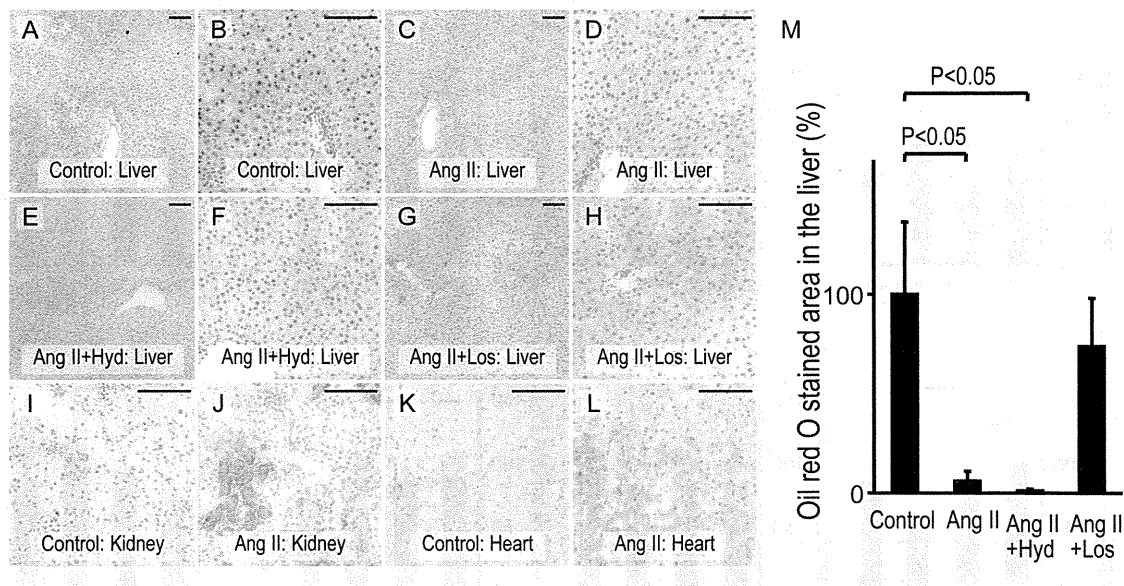 A
B
C
D
M
Control: Liver
Control: Liver
Ang II: Liver
Ang II: Liver
E
F
G
H
Ang II+Hyd: Liver
Ang II+Hyd: Liver
Ang II+Los: Liver
Ang II+Los: Liver
I
J
K
L
Control: Kidney
Ang II: Kidney
Control: Heart
Ang II: Heart
Oil red O stained area in the liver (%)
P<0.05
P<0.05
100
0
Control
Ang II
Ang II
+Hyd
Ang II
+Los